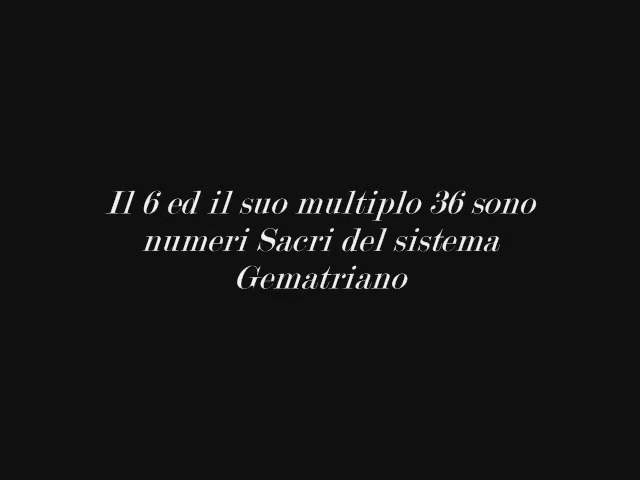 Il 6 ed il suo multiplo 36 sono
numeri Sacri del sistema
Gematriano